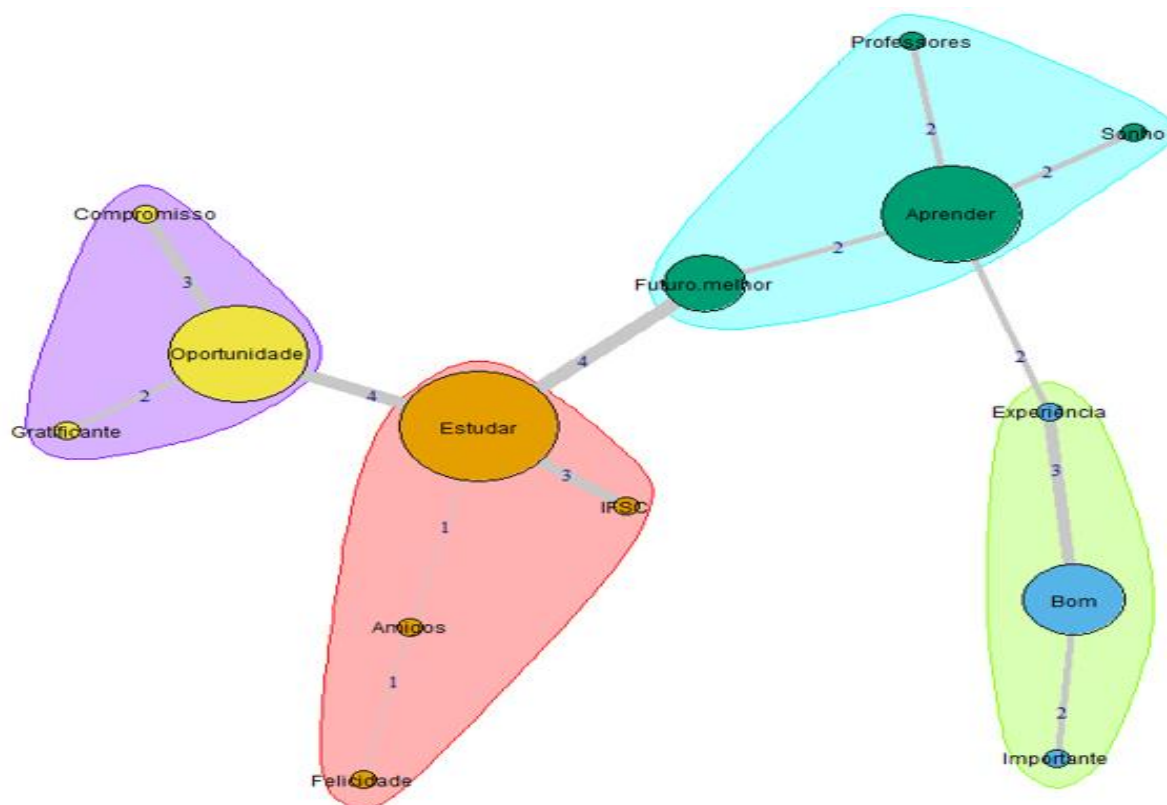 Professores
2
Sonho
2
Aprender
Compromisso
2
Futuro.melhor
3
Oportunidade
4
2
2
4
Experiência
Gratificante
Estudar
3
3
IFSC
1
Bom
Amigos
1
2
Importante
Felicidade